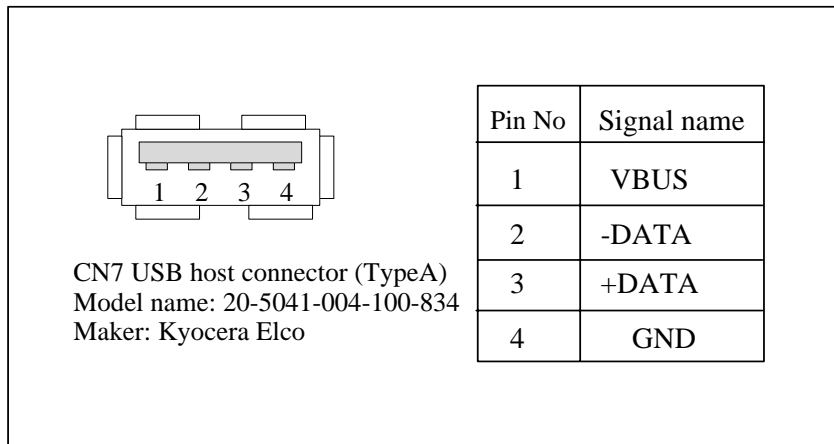 1 2 3 4
CN7 USB host connector (TypeA)
Model name: 20-5041-004-100-834
Maker: Kyocera Elco
Pin No Signal name
1 VBUS
2 -DATA
3 +DATA
4 GND